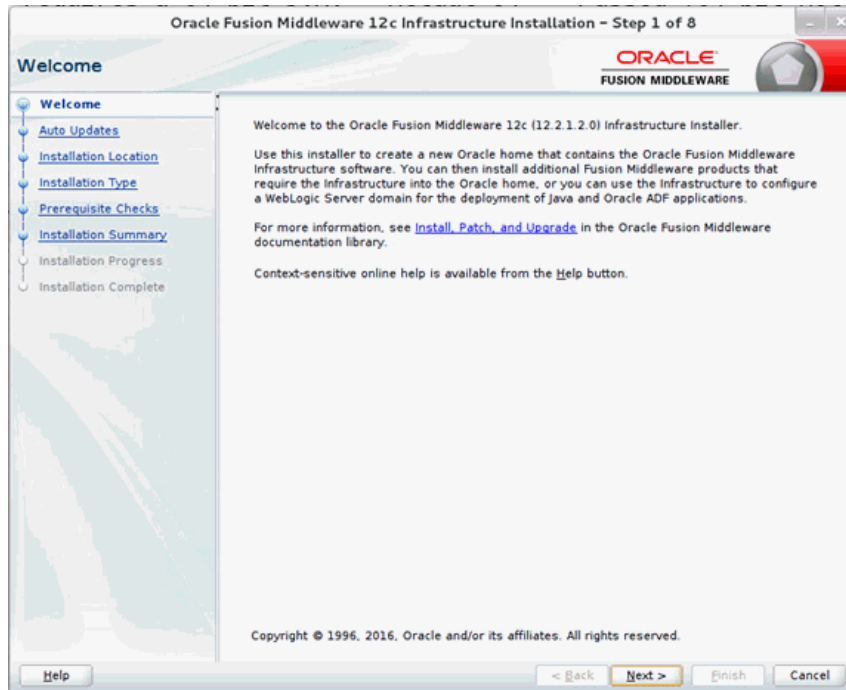 Oracle Fusion Middleware 12c Infrastructure Installation - Step 1 of 8
Welcome
ORACLE
FUSION MIDDLEWARE
Welcome
Auto Updates
Installation Location
Installation Type
Prerequisite Checks
Installation Summary
Installation Progress
Installation Complete
Welcome to the Oracle Fusion Middleware 12c (12.2.1.2.0) Infrastructure Installer.
Use this installer to create a new Oracle home that contains the Oracle Fusion Middleware
Infrastructure software. You can then install additional Fusion Middleware products that
require the Infrastructure into the Oracle home, or you can use the Infrastructure to configure
a WebLogic Server domain for the deployment of Java and Oracle ADF applications.
For more information, see Install, Patch, and Upgrade in the Oracle Fusion Middleware
documentation library.
Context-sensitive online help is available from the Help button.
Copyright © 1996, 2016, Oracle and/or its affiliates. All rights reserved.
Help
< Back
Next >
Finish
Cancel